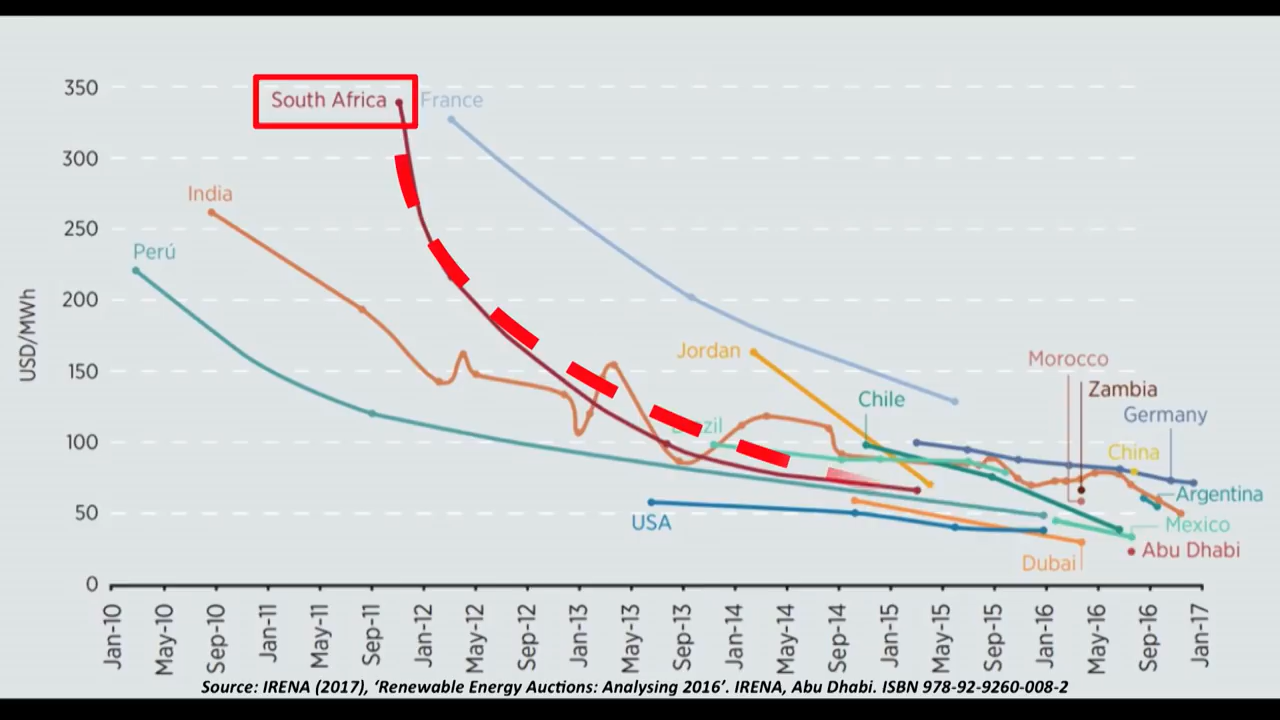 350
300
250
200
150
100
50
0
USD/MWh
South Africa
France
India
Perú
Jordan
Morocco
Zambia
Chile
Germany
China
USA
Argentina
Mexico
Abu Dhabi
Dubai
Jan-10
May-10
Sep-10
Jan-11
May-11
Sep-11
Jan-12
May-12
Sep-12
Jan-13
May-13
Sep-13
Jan-14
May-14
Sep-14
Jan-15
May-15
Sep-15
Jan-16
May-16
Sep-16
Jan-17
Source: IRENA (2017), ‘Renewable Energy Auctions: Analysing 2016’. IRENA, Abu Dhabi. ISBN 978-92-9260-008-2